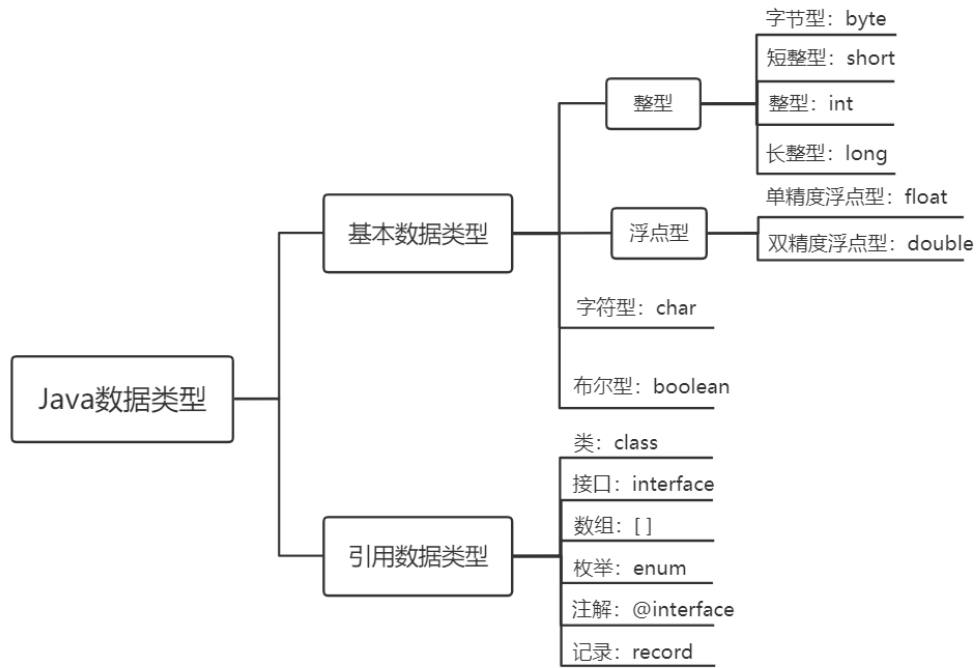 Java数据类型
基本数据类型
整型
字节型：byte
短整型：short
整型：int
长整型：long
浮点型
单精度浮点型：float
双精度浮点型：double
字符型：char
布尔型：boolean
引用数据类型
类：class
接口：interface
数组：[ ]
枚举：enum
注解：@interface
记录：record